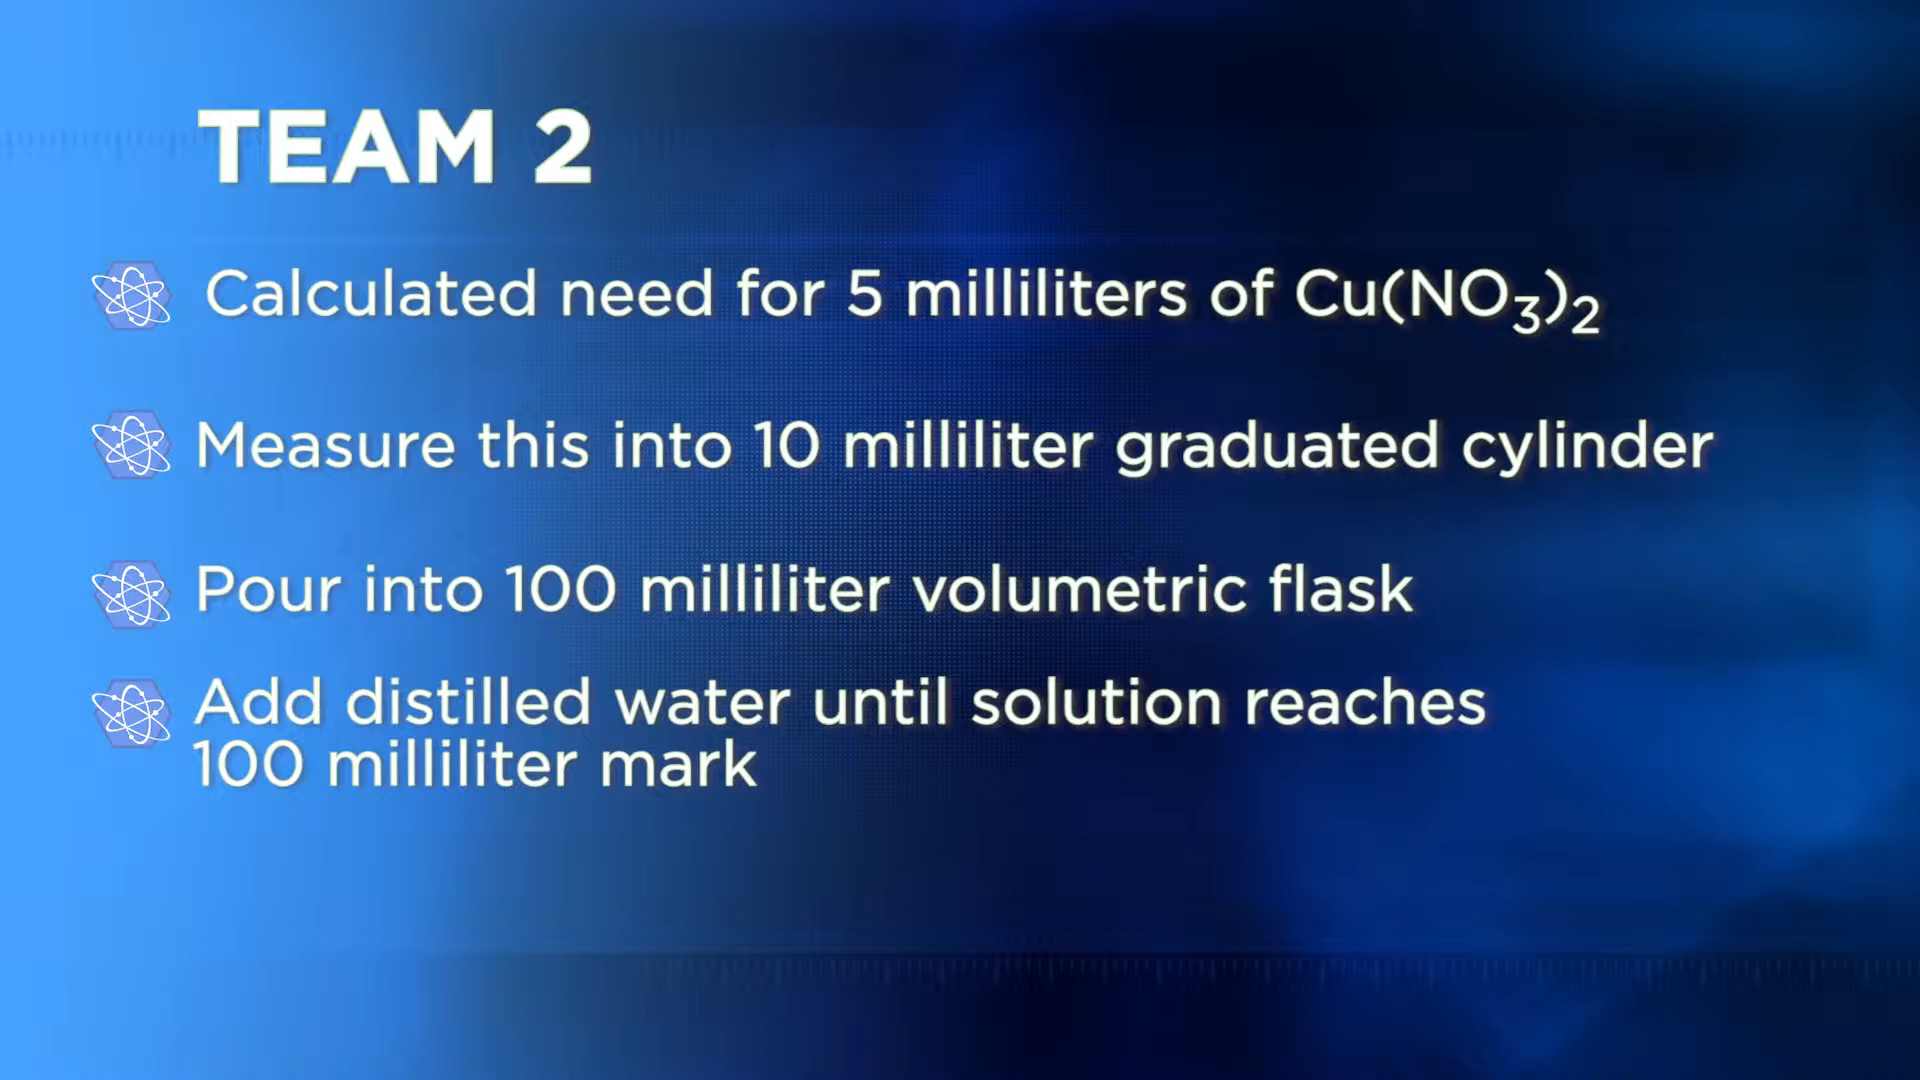 TEAM 2
Calculated need for 5 milliliters of Cu(NO₃)₂
Measure this into 10 milliliter graduated cylinder
Pour into 100 milliliter volumetric flask
Add distilled water until solution reaches
100 milliliter mark